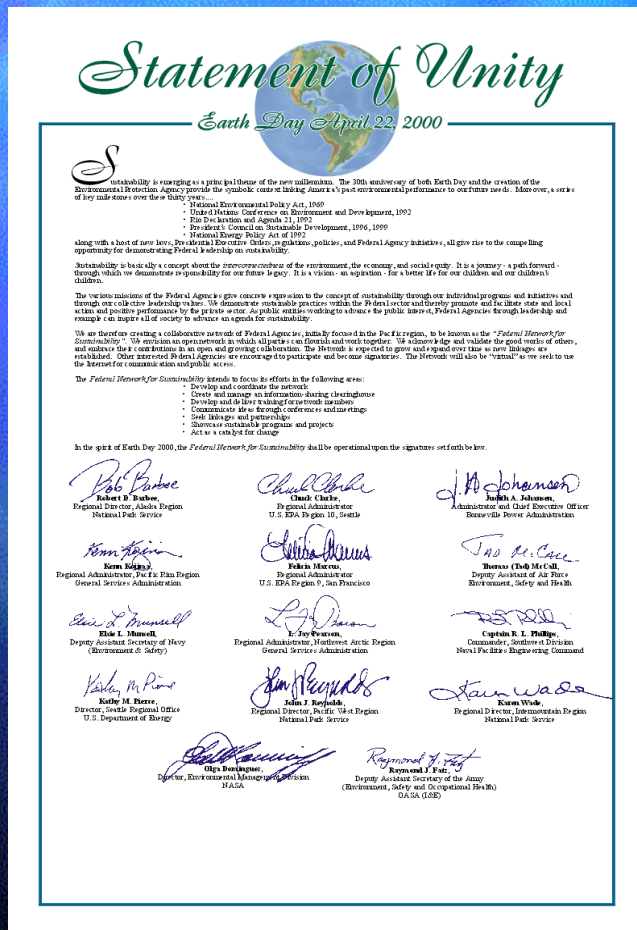 Statement of Unity
Earth Day April 22, 2000
Sustainability is emerging as a principal theme of the new millennium. The 30th anniversary of both Earth Day and the creation of the
Environmental Protection Agency provide the symbolic context linking America's past environmental performance to our future needs. Moreover, a series
of key milestones over these thirty years....
• National Environmental Policy Act, 1969
• United Nations Conference on Environment and Development, 1992
• Rio Declaration and Agenda 21, 1992
• President's Council on Sustainable Development, 1996, 1999
• National Energy Policy Act of 1992
along with a host of new laws, Presidential Executive Orders, regulations, policies, and Federal Agency initiatives, all give rise to the compelling
opportunity for demonstrating Federal leadership on sustainability.
Sustainability is basically a concept about the interconnectedness of the environment, the economy, and social equity. It is a journey - a path forward -
through which we demonstrate responsibility for our future legacy. It is a vision - an aspiration - for a better life for our children and our children's
children.
The various missions of the Federal Agencies give concrete expression to the concept of sustainability through our individual programs and initiatives and
through our collective leadership values. We demonstrate sustainable practices within the Federal sector and thereby promote and facilitate state and local
action and positive performance by the private sector. As public entities working to advance the public interest, Federal Agencies through leadership and
example can inspire all of society to advance an agenda for sustainability.
We are therefore creating a collaborative network of Federal Agencies, initially focused in the Pacific region, to be known as the "Federal Network for
Sustainability". We envision an open network in which all parties can flourish and work together. We acknowledge and validate the good works of others,
and embrace their contributions in an open and growing collaboration. The Network is expected to grow and expand over time as new linkages are
established. Other interested Federal Agencies are encouraged to participate and become signatories. The Network will also be "virtual" as we seek to use
the Internet for communication and public access.
The Federal Network for Sustainability intends to focus its efforts in the following areas:
• Develop and coordinate the network
• Create and manage an information-sharing clearinghouse
• Develop and deliver training for network members
• Communicate ideas through conferences and meetings
• Seek linkages and partnerships
• Showcase sustainable programs and projects
• Act as a catalyst for change
In the spirit of Earth Day 2000, the Federal Network for Sustainability shall be operational upon the signatures set forth below.
Bob Barbee
Robert D. Barbee,
Regional Director, Alaska Region
National Park Service
Chuck Clarke
Chuck Clarke,
Regional Administrator
U.S. EPA Region 10, Seattle
J. A. Johansen
Judith A. Johansen,
Administrator and Chief Executive Officer
Bonneville Power Administration
Kenn
Kenn
Regional Administrator, Pacific Rim Region
General Services Administration
Felicia Marcus
Felicia Marcus,
Regional Administrator
U.S. EPA Region 9, San Francisco
Tad McCall
Thomas (Tad) McCall,
Deputy Assistant of Air Force
Environment, Safety and Health
Elsie L. Munsell
Elsie L. Munsell,
Deputy Assistant Secretary of Navy
(Environment & Safety)
L. Jay Pearson,
Regional Administrator, Northwest Arctic Region
General Services Administration
Captain R. L. Phillips,
Commander, Southwest Division
Naval Facilities Engineering Command
Kathy M. Pierce
Kathy M. Pierce,
Director, Seattle Regional Office
U.S. Department of Energy
John J. Reynolds
John J. Reynolds,
Regional Director, Pacific West Region
National Park Service
Karen Wade
Karen Wade,
Regional Director, Intermountain Region
National Park Service
Olga Dominguez,
Director, Environmental Management Division
NASA
Raymond J. Fatz
Raymond J. Fatz,
Deputy Assistant Secretary of the Army
(Environment, Safety and Occupational Health)
OASA (I&E)